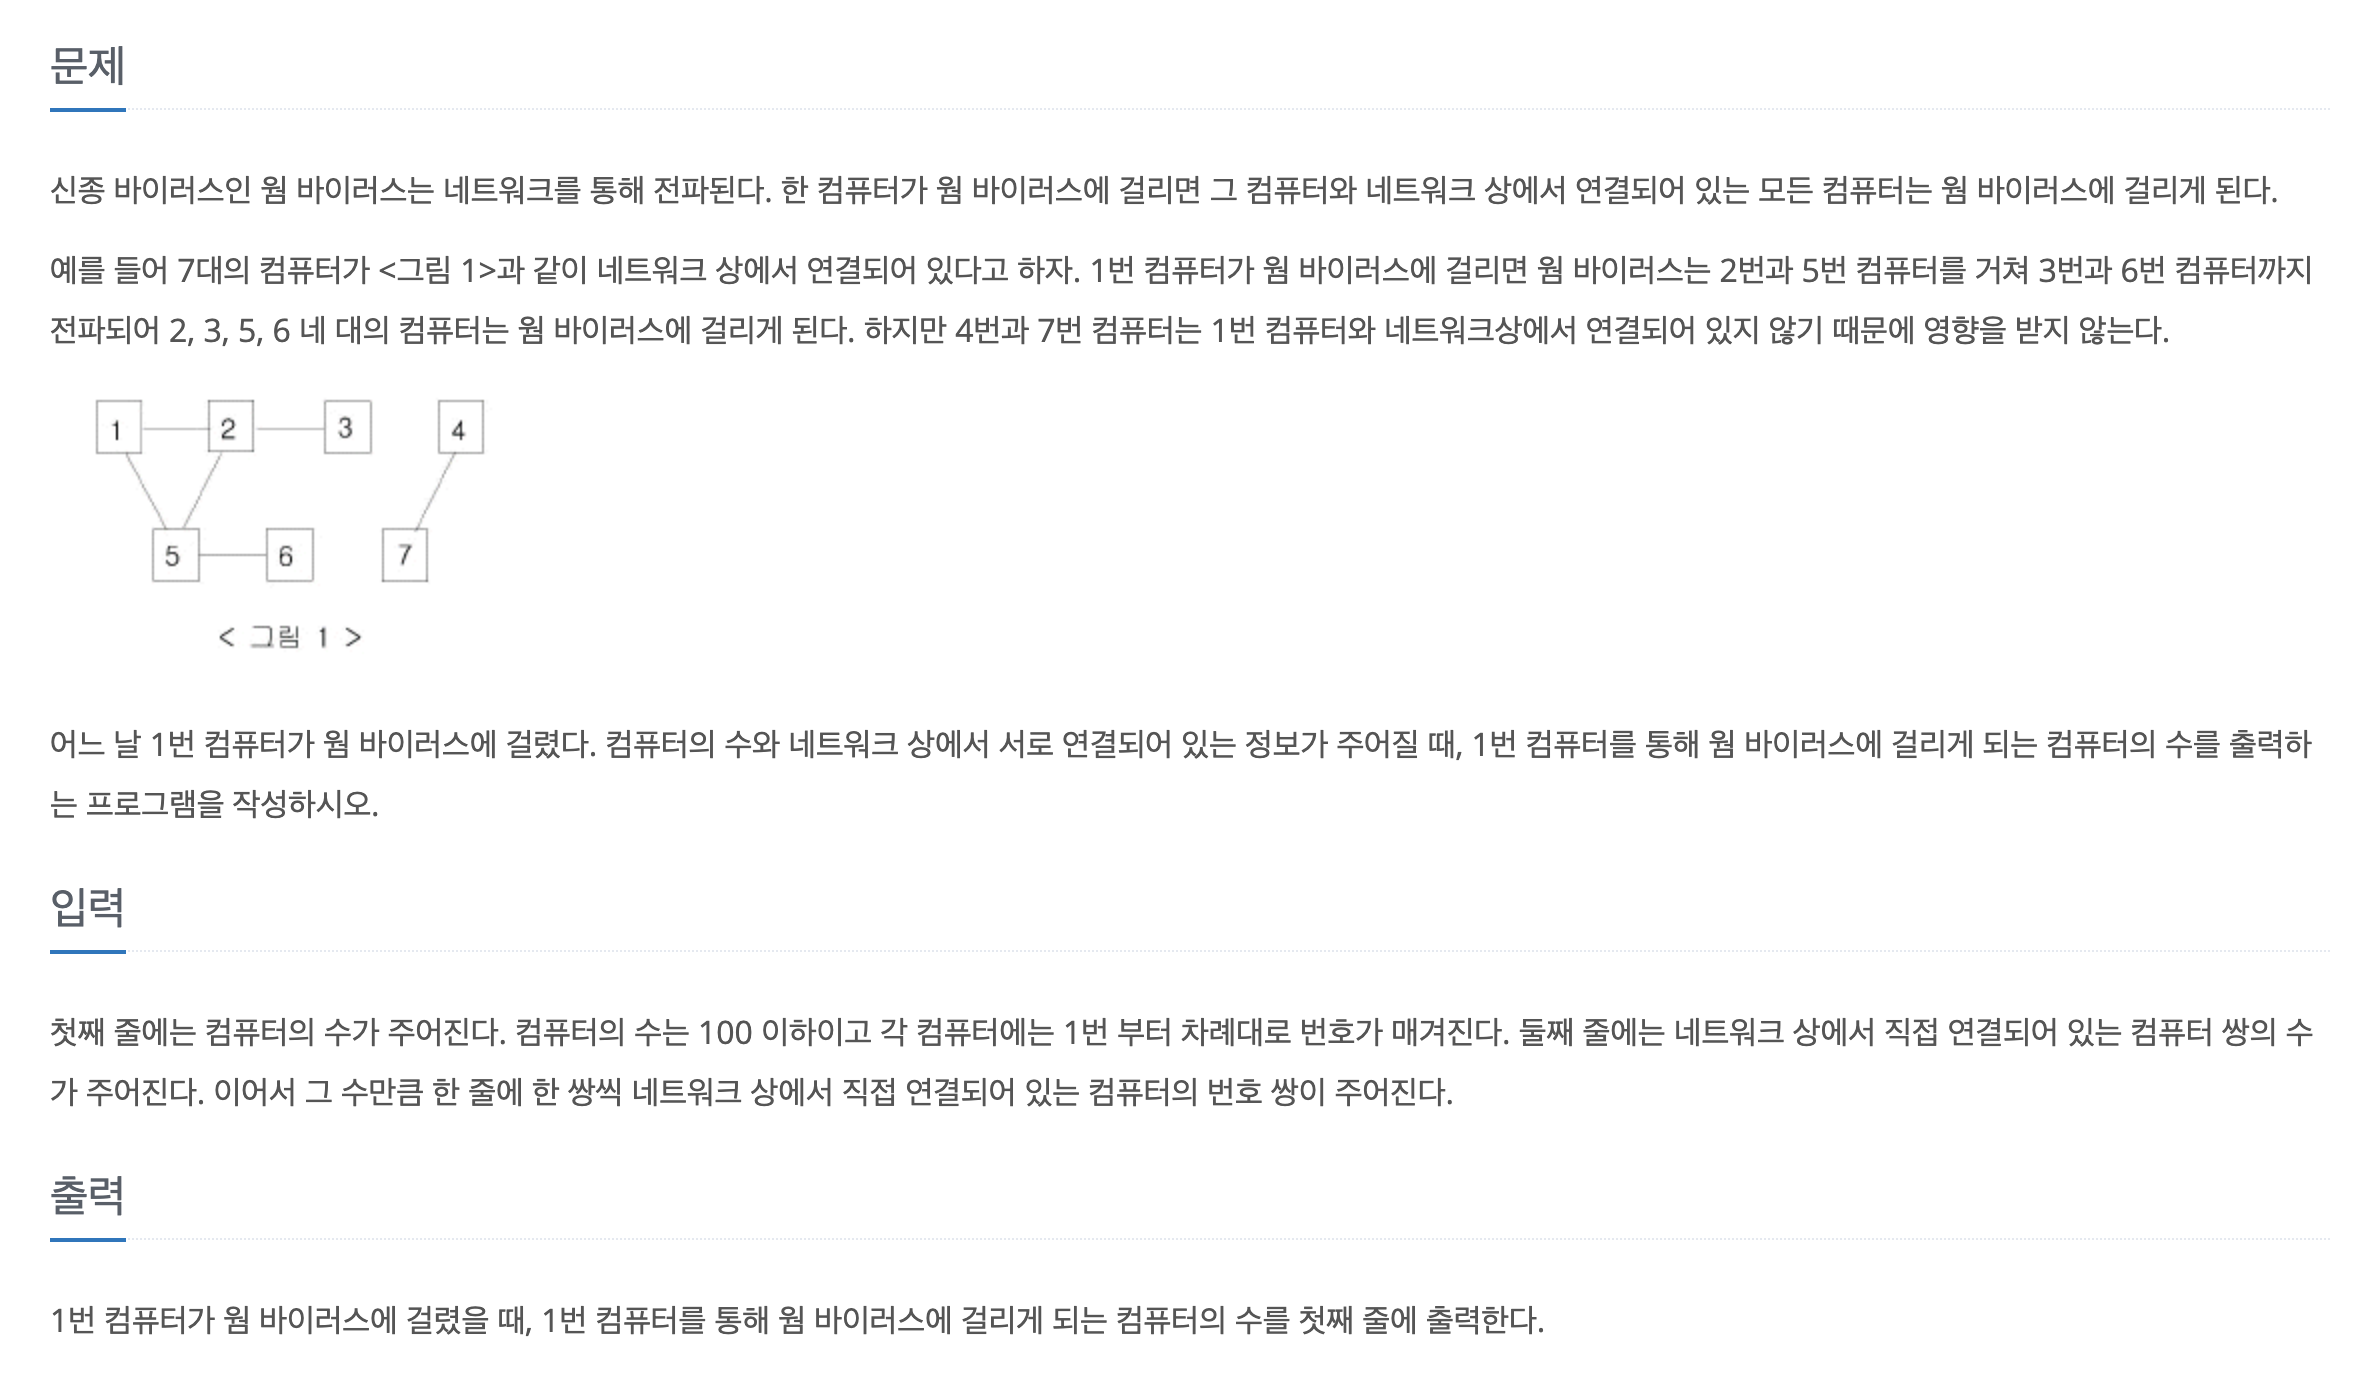 문제
신종 바이러스인 웜 바이러스는 네트워크를 통해 전파된다. 한 컴퓨터가 웜 바이러스에 걸리면 그 컴퓨터와 네트워크 상에서 연결되어 있는 모든 컴퓨터는 웜 바이러스에 걸리게 된다.
예를 들어 7대의 컴퓨터가 <그림 1>과 같이 네트워크 상에서 연결되어 있다고 하자. 1번 컴퓨터가 웜 바이러스에 걸리면 웜 바이러스는 2번과 5번 컴퓨터를 거쳐 3번과 6번 컴퓨터까지
전파되어 2, 3, 5, 6 네 대의 컴퓨터는 웜 바이러스에 걸리게 된다. 하지만 4번과 7번 컴퓨터는 1번 컴퓨터와 네트워크상에서 연결되어 있지 않기 때문에 영향을 받지 않는다.
1 2 3 4
5 6 7
< 그림 1 >
어느 날 1번 컴퓨터가 웜 바이러스에 걸렸다. 컴퓨터의 수와 네트워크 상에서 서로 연결되어 있는 정보가 주어질 때, 1번 컴퓨터를 통해 웜 바이러스에 걸리게 되는 컴퓨터의 수를 출력하
는 프로그램을 작성하시오.
입력
첫째 줄에는 컴퓨터의 수가 주어진다. 컴퓨터의 수는 100 이하이고 각 컴퓨터에는 1번 부터 차례대로 번호가 매겨진다. 둘째 줄에는 네트워크 상에서 직접 연결되어 있는 컴퓨터 쌍의 수
가 주어진다. 이어서 그 수만큼 한 줄에 한 쌍씩 네트워크 상에서 직접 연결되어 있는 컴퓨터의 번호 쌍이 주어진다.
출력
1번 컴퓨터가 웜 바이러스에 걸렸을 때, 1번 컴퓨터를 통해 웜 바이러스에 걸리게 되는 컴퓨터의 수를 첫째 줄에 출력한다.